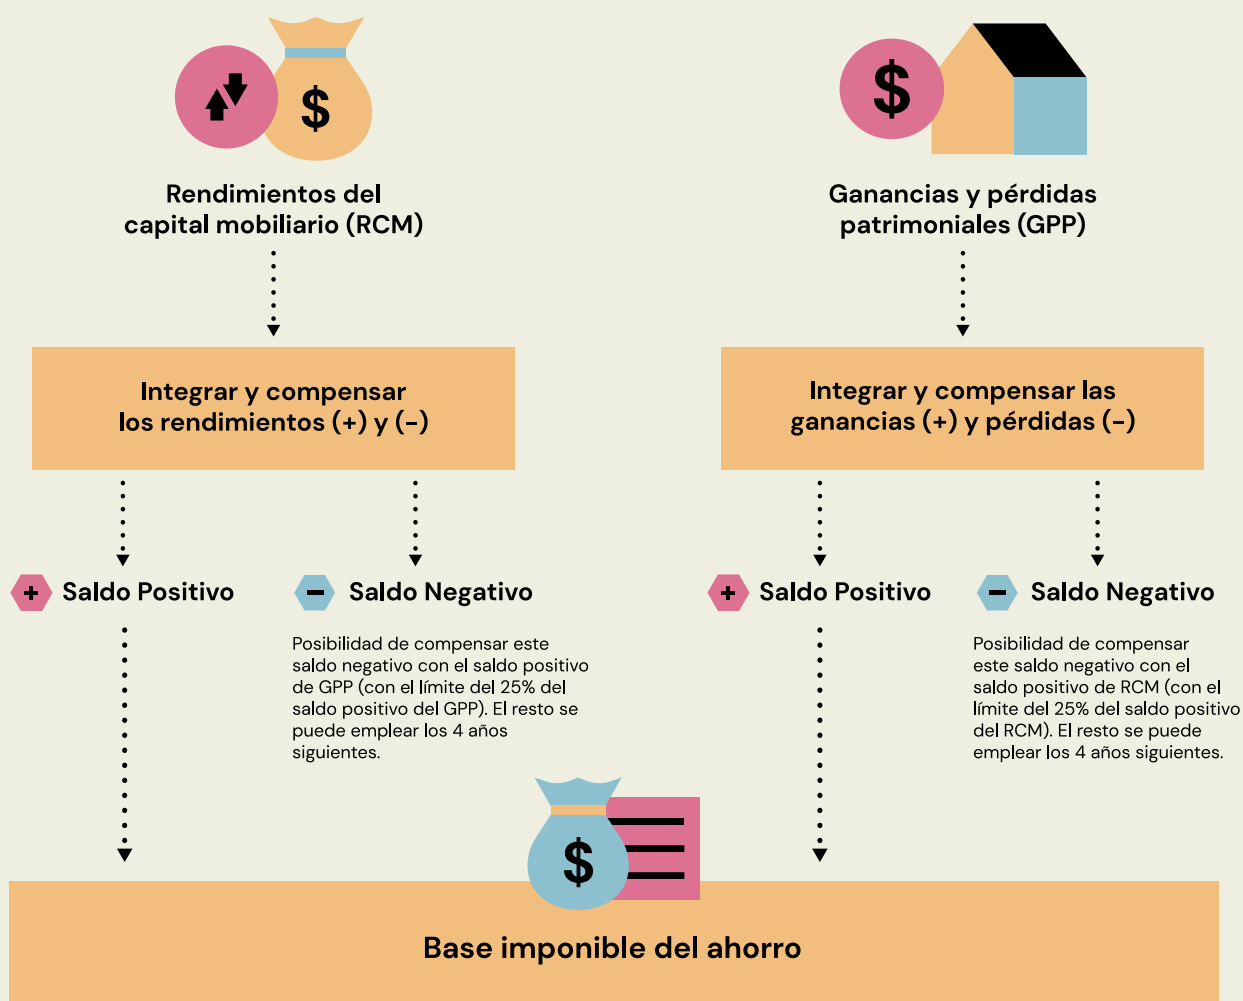 $
$
Rendimientos del
capital mobiliario (RCM)
Ganancias y pérdidas
patrimoniales (GPP)
Integrar y compensar
los rendimientos (+) y (-)
Integrar y compensar las
ganancias (+) y pérdidas (-)
+ Saldo Positivo
- Saldo Negativo
Posibilidad de compensar este
saldo negativo con el saldo positivo
de GPP (con el límite del 25% del
saldo positivo del GPP). El resto se
puede emplear los 4 años
siguientes.
+ Saldo Positivo
- Saldo Negativo
Posibilidad de compensar
este saldo negativo con el
saldo positivo de RCM (con el
límite del 25% del saldo positivo
del RCM). El resto se puede
emplear los 4 años siguientes.
$
Base imponible del ahorro